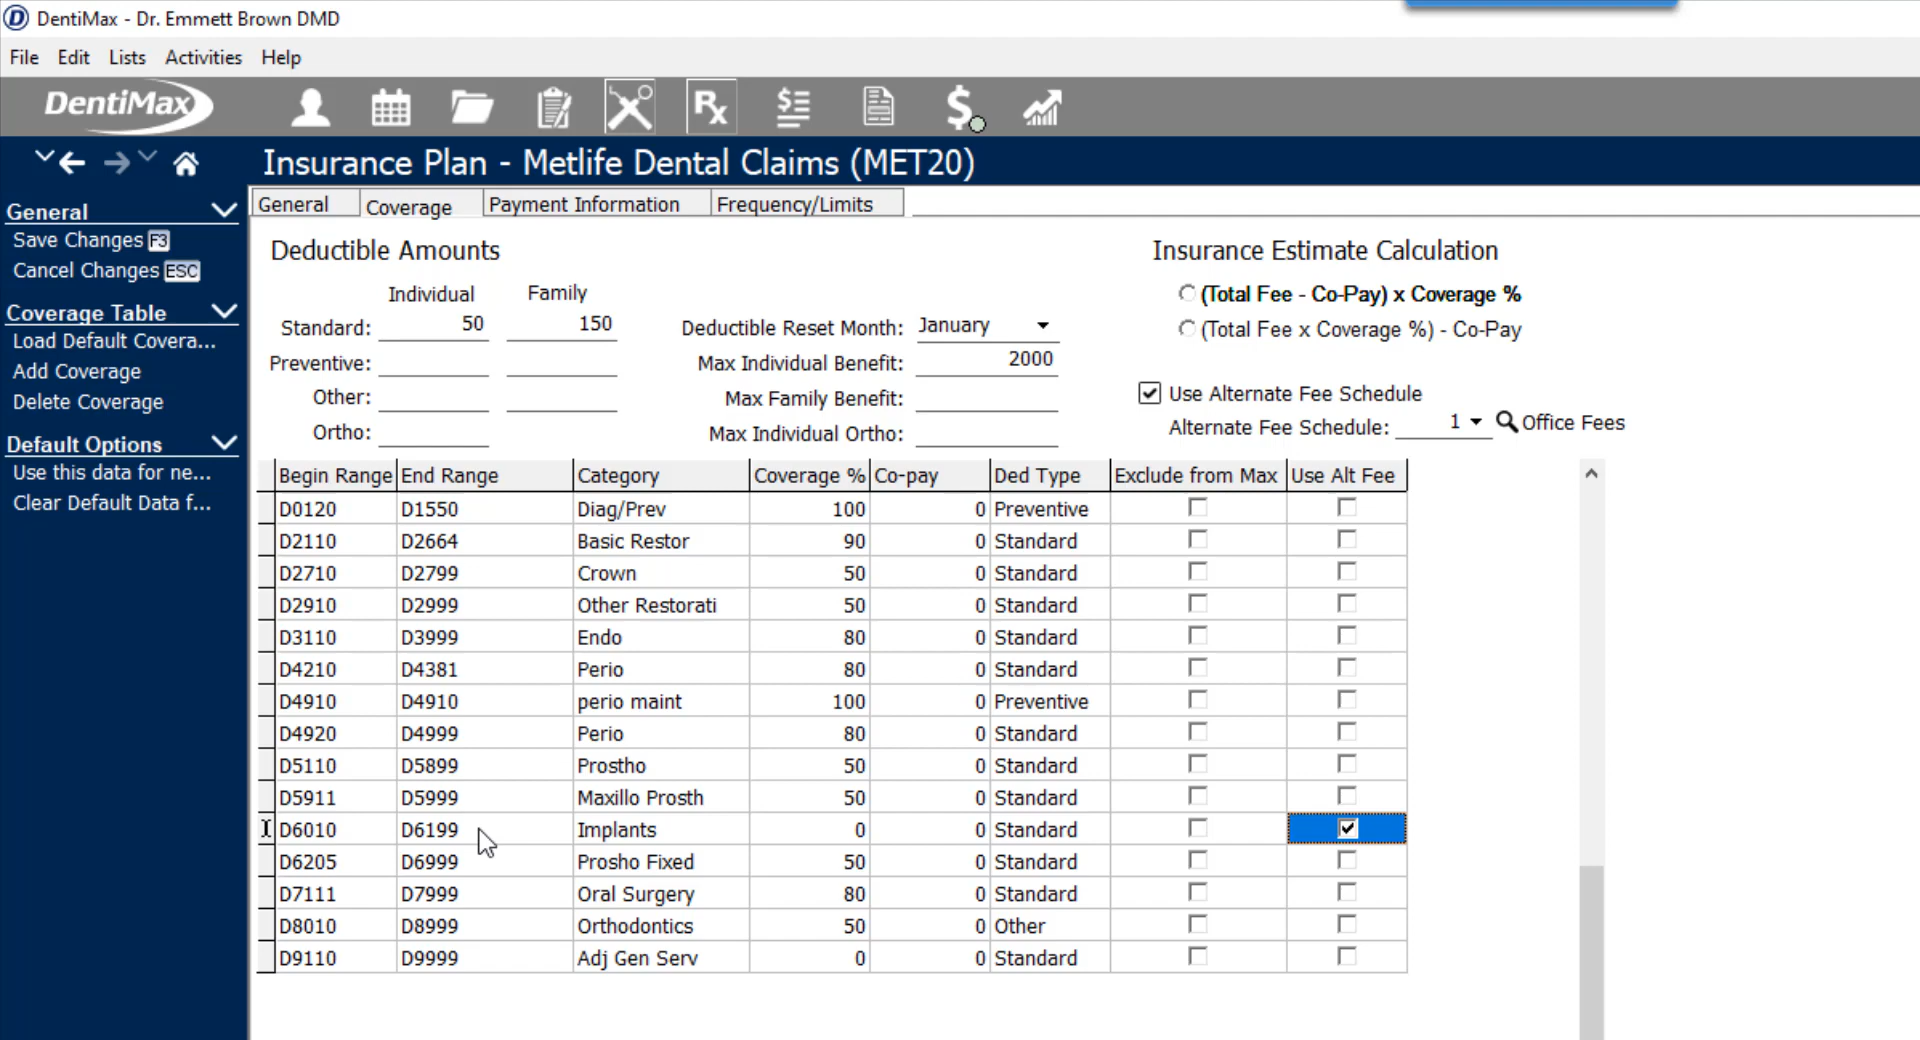 DentiMax - Dr. Emmett Brown DMD
File Edit Lists Activities Help
DentiMax
Rx
Insurance Plan - Metlife Dental Claims (MET20)
General
Save Changes F3
Cancel Changes ESC
Coverage Table
Load Default Covera...
Add Coverage
Delete Coverage
Default Options
Use this data for ne...
Clear Default Data f...
General Coverage Payment Information Frequency/Limits
Deductible Amounts
Individual Family
Standard: 50 150
Preventive:
Other:
Ortho:
Deductible Reset Month: January
Max Individual Benefit: 2000
Max Family Benefit:
Max Individual Ortho:
Insurance Estimate Calculation
(Total Fee - Co-Pay) x Coverage %
(Total Fee x Coverage %) - Co-Pay
Use Alternate Fee Schedule
Alternate Fee Schedule: 1 Office Fees
Begin Range End Range Category Coverage % Co-pay Ded Type Exclude from Max Use Alt Fee
D0120 D1550 Diag/Prev 100 0 Preventive
D2110 D2664 Basic Restor 90 0 Standard
D2710 D2799 Crown 50 0 Standard
D2910 D2999 Other Restorati 50 0 Standard
D3110 D3999 Endo 80 0 Standard
D4210 D4381 Perio 80 0 Standard
D4910 D4910 perio maint 100 0 Preventive
D4920 D4999 Perio 80 0 Standard
D5110 D5899 Prostho 50 0 Standard
D5911 D5999 Maxillo Prosth 50 0 Standard
D6010 D6199 Implants 0 0 Standard
D6205 D6999 Prosho Fixed 50 0 Standard
D7111 D7999 Oral Surgery 80 0 Standard
D8010 D8999 Orthodontics 50 0 Other
D9110 D9999 Adj Gen Serv 0 0 Standard